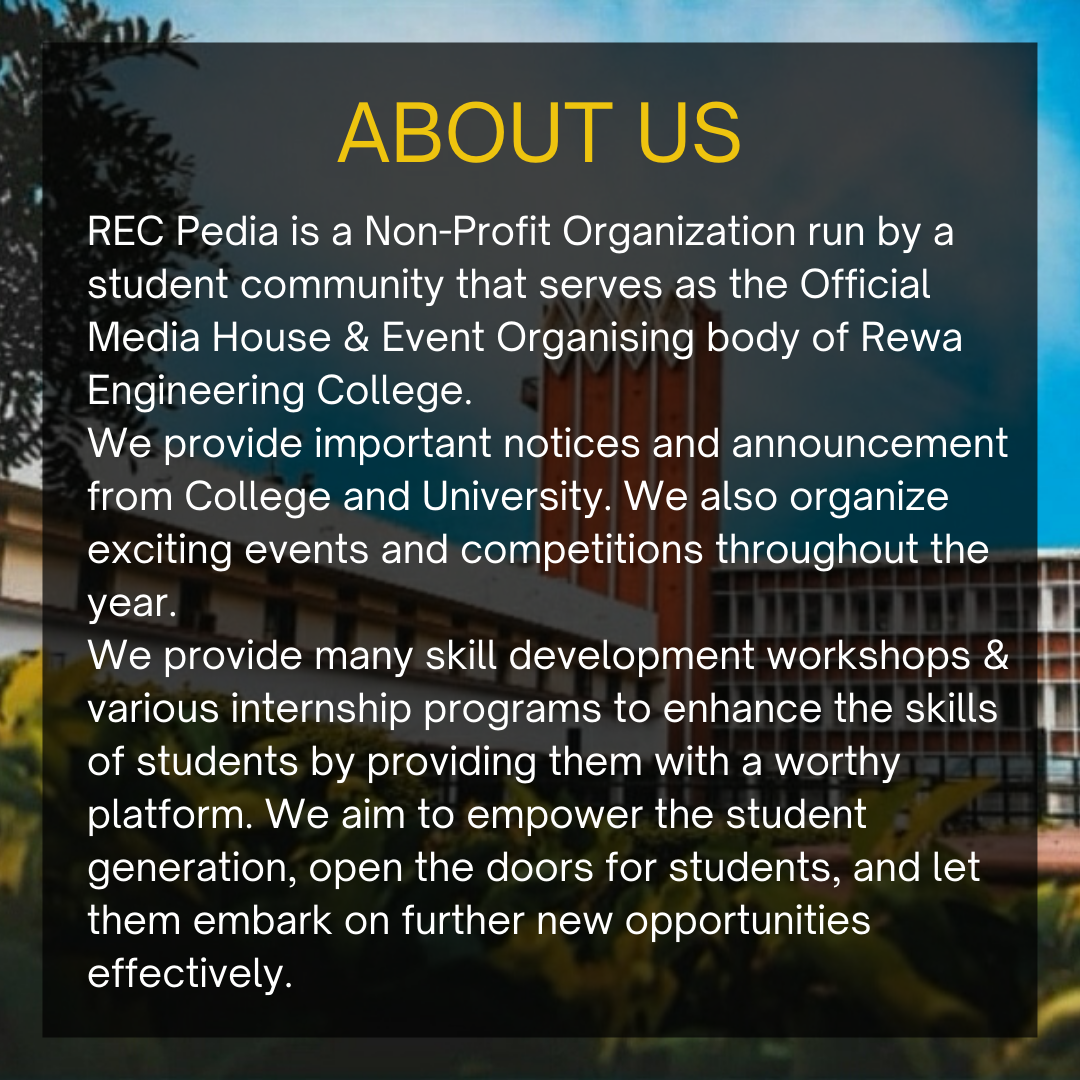 ABOUT US
REC Pedia is a Non-Profit Organization run by a
student community that serves as the Official
Media House & Event Organising body of Rewa
Engineering College.
We provide important notices and announcement
from College and University. We also organize
exciting events and competitions throughout the
year.
We provide many skill development workshops &
various internship programs to enhance the skills
of students by providing them with a worthy
platform. We aim to empower the student
generation, open the doors for students, and let
them embark on further new opportunities
effectively.